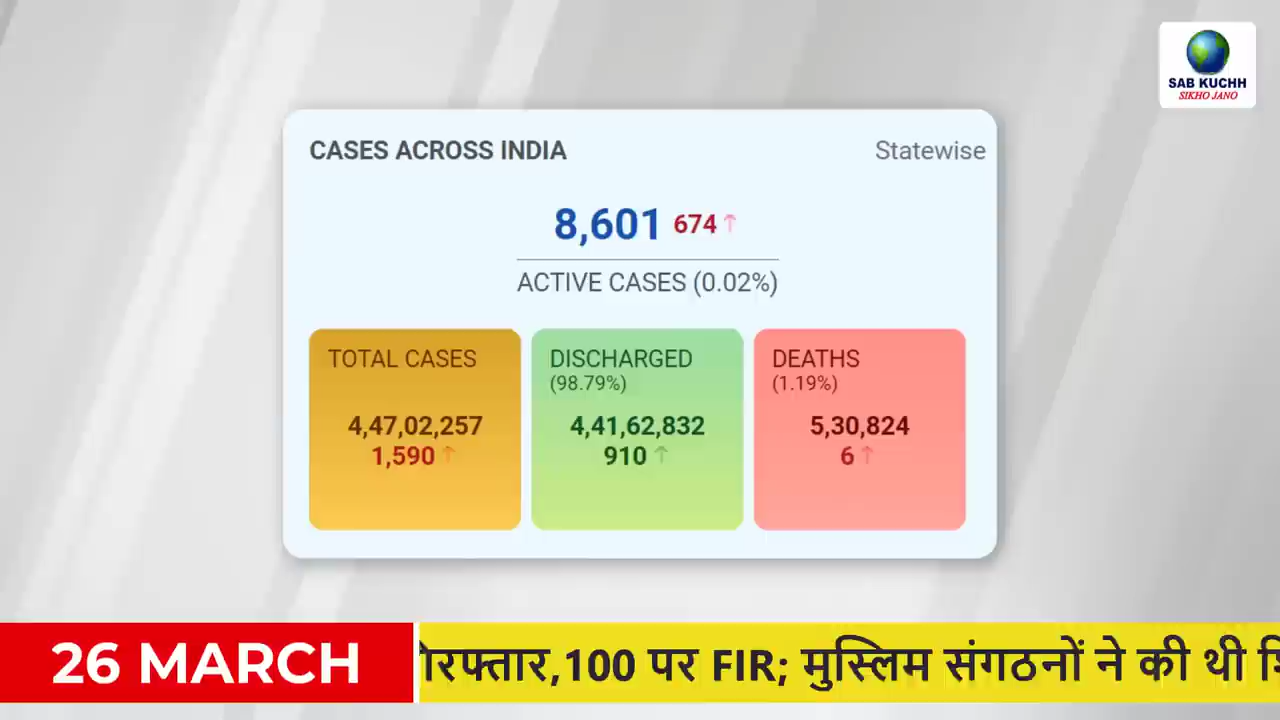 SAB KUCHH
SIKHO JANO
CASES ACROSS INDIA
Statewise
8,601 674 ↑
ACTIVE CASES (0.02%)
TOTAL CASES
4,47,02,257
1,590 ↑
DISCHARGED
(98.79%)
4,41,62,832
910 ↑
DEATHS
(1.19%)
5,30,824
6 ↑
26 MARCH
100 पर FIR; मुस्लिम संगठनों ने की थी